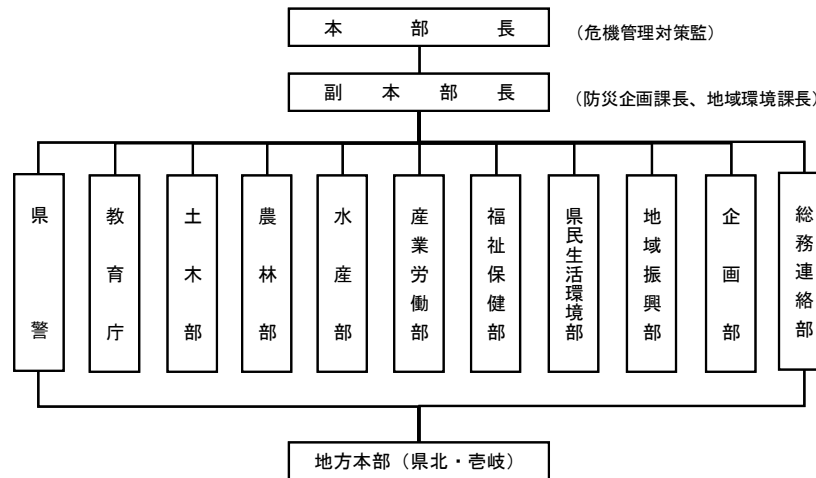 本部長
（危機管理対策監）
副本部長
（防災企画課長、地域環境課長）
県警
教育庁
土木部
農林部
水産部
産業労働部
福祉保健部
県民生活環境部
地域振興部
企画部
総務連絡部
地方本部（県北・壱岐）